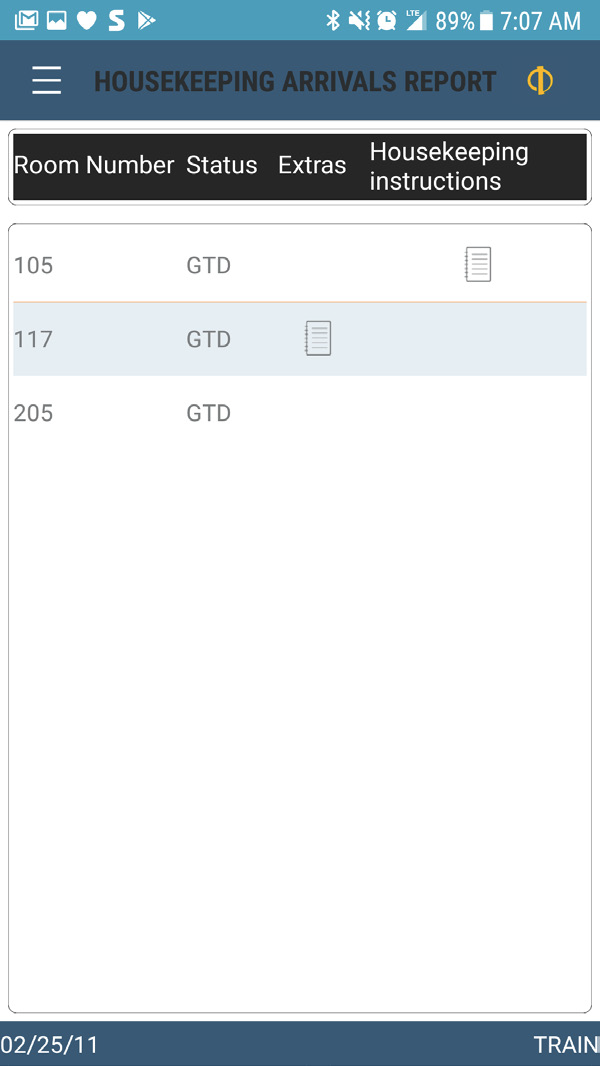 LTE 89% 7:07 AM
HOUSEKEEPING ARRIVALS REPORT
Room Number Status Extras Housekeeping instructions
105 GTD
117 GTD
205 GTD
02/25/11 TRAIN